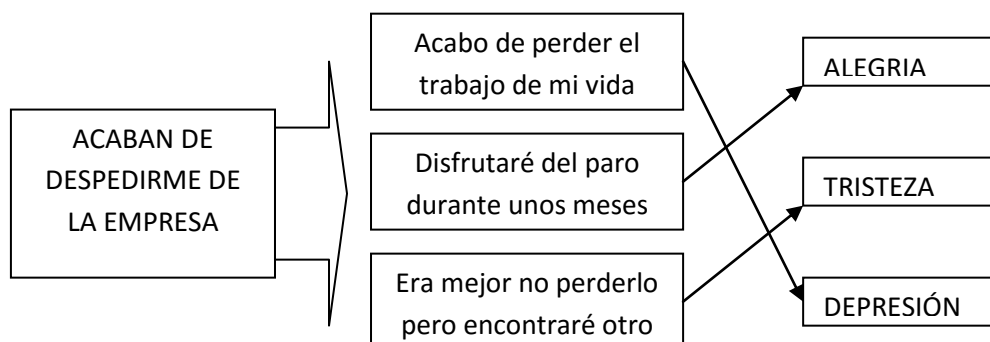 ACABAN DE
DESPEDIRME DE
LA EMPRESA
Acabo de perder el
trabajo de mi vida
Disfrutaré del paro
durante unos meses
Era mejor no perderlo
pero encontraré otro
ALEGRIA
TRISTEZA
DEPRESIÓN